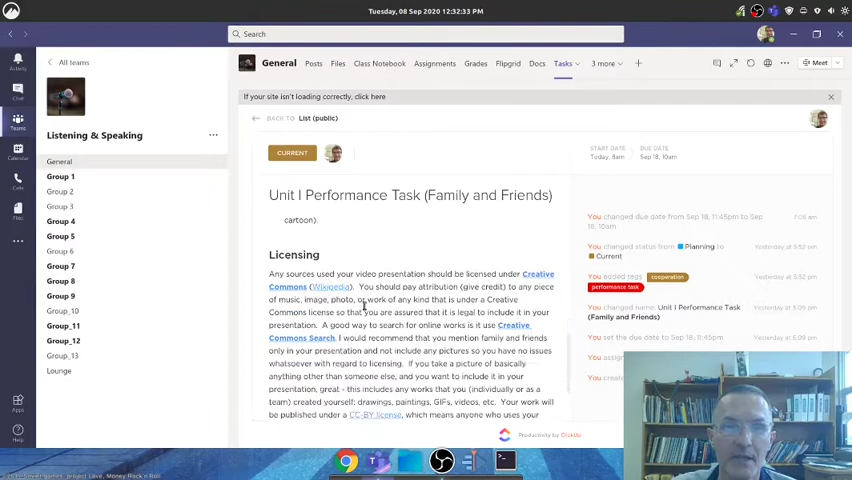 Tuesday, 08 Sep 2020 12:32:33 PM
Search
Activity
Chat
Teams
Calendar
Calls
Files
Apps
Help
All teams
Listening & Speaking
General
Group 1
Group 2
Group 3
Group 4
Group 5
Group 6
Group 7
Group 8
Group 9
Group_10
Group_11
Group_12
Group_13
Lounge
General Posts Files Class Notebook Assignments Grades Flipgrid Docs Tasks 3 more Meet
If your site isn't loading correctly, click here
BACK TO List (public)
CURRENT
START DATE
Today, 8am
DUE DATE
Sep 18, 10am
Unit I Performance Task (Family and Friends)
cartoon).
Licensing
Any sources used your video presentation should be licensed under Creative
Commons (Wikipedia). You should pay attribution (give credit) to any piece
of music, image, photo, or work of any kind that is under a Creative
Commons license so that you are assured that it is legal to include it in your
presentation. A good way to search for online works is it use Creative
Commons Search. I would recommend that you mention family and friends
only in your presentation and not include any pictures so you have no issues
whatsoever with regard to licensing. If you take a picture of basically
anything other than someone else, and you want to include it in your
presentation, great - this includes any works that you (individually or as a
team) created yourself: drawings, paintings, GIFs, videos, etc. Your work will
be published under a CC-BY license, which means anyone who uses your
You changed due date from Sep 18, 11:45pm to Sep
18, 10am
7:05 am
You changed status from Planning to
Current
Yesterday at 5:52 pm
You added tags cooperation
performance task
Yesterday at 5:52 pm
You changed name: Unit I Performance Task
(Family and Friends)
Yesterday at 5:52 pm
You set the due date to Sep 18, 11:45pm
You
You
Productivity by ClickUp